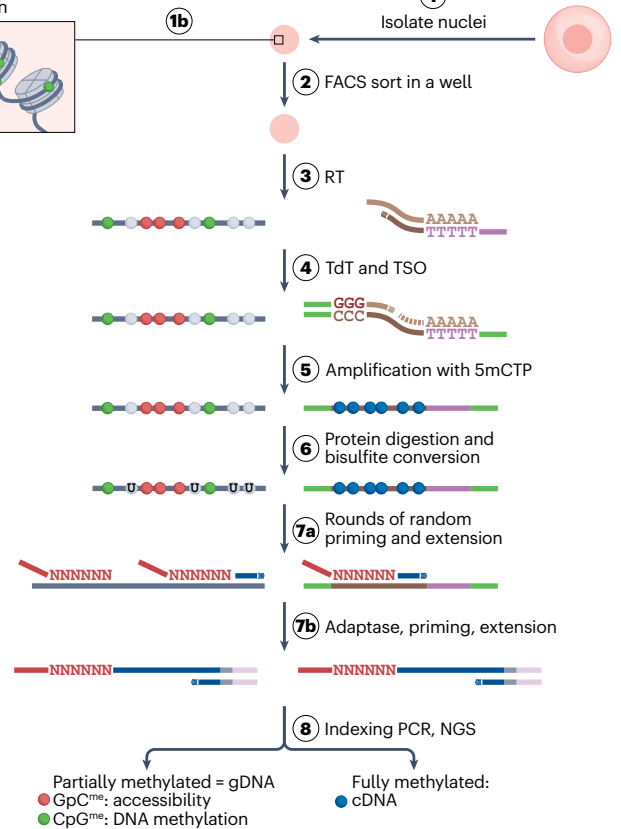 n
1b
Isolate nuclei
2 FACS sort in a well
3 RT
AAAAA
TTTTT
4 TdT and TSO
GGG
CCC
AAAAA
TTTTT
5 Amplification with 5mCTP
6 Protein digestion and
bisulfite conversion
U U U U
7a Rounds of random
priming and extension
NNNNNN NNNNNN NNNNNN
7b Adaptase, priming, extension
NNNNNN NNNNNN
8 Indexing PCR, NGS
Partially methylated = gDNA
GpCme: accessibility
CpGme: DNA methylation
Fully methylated:
cDNA